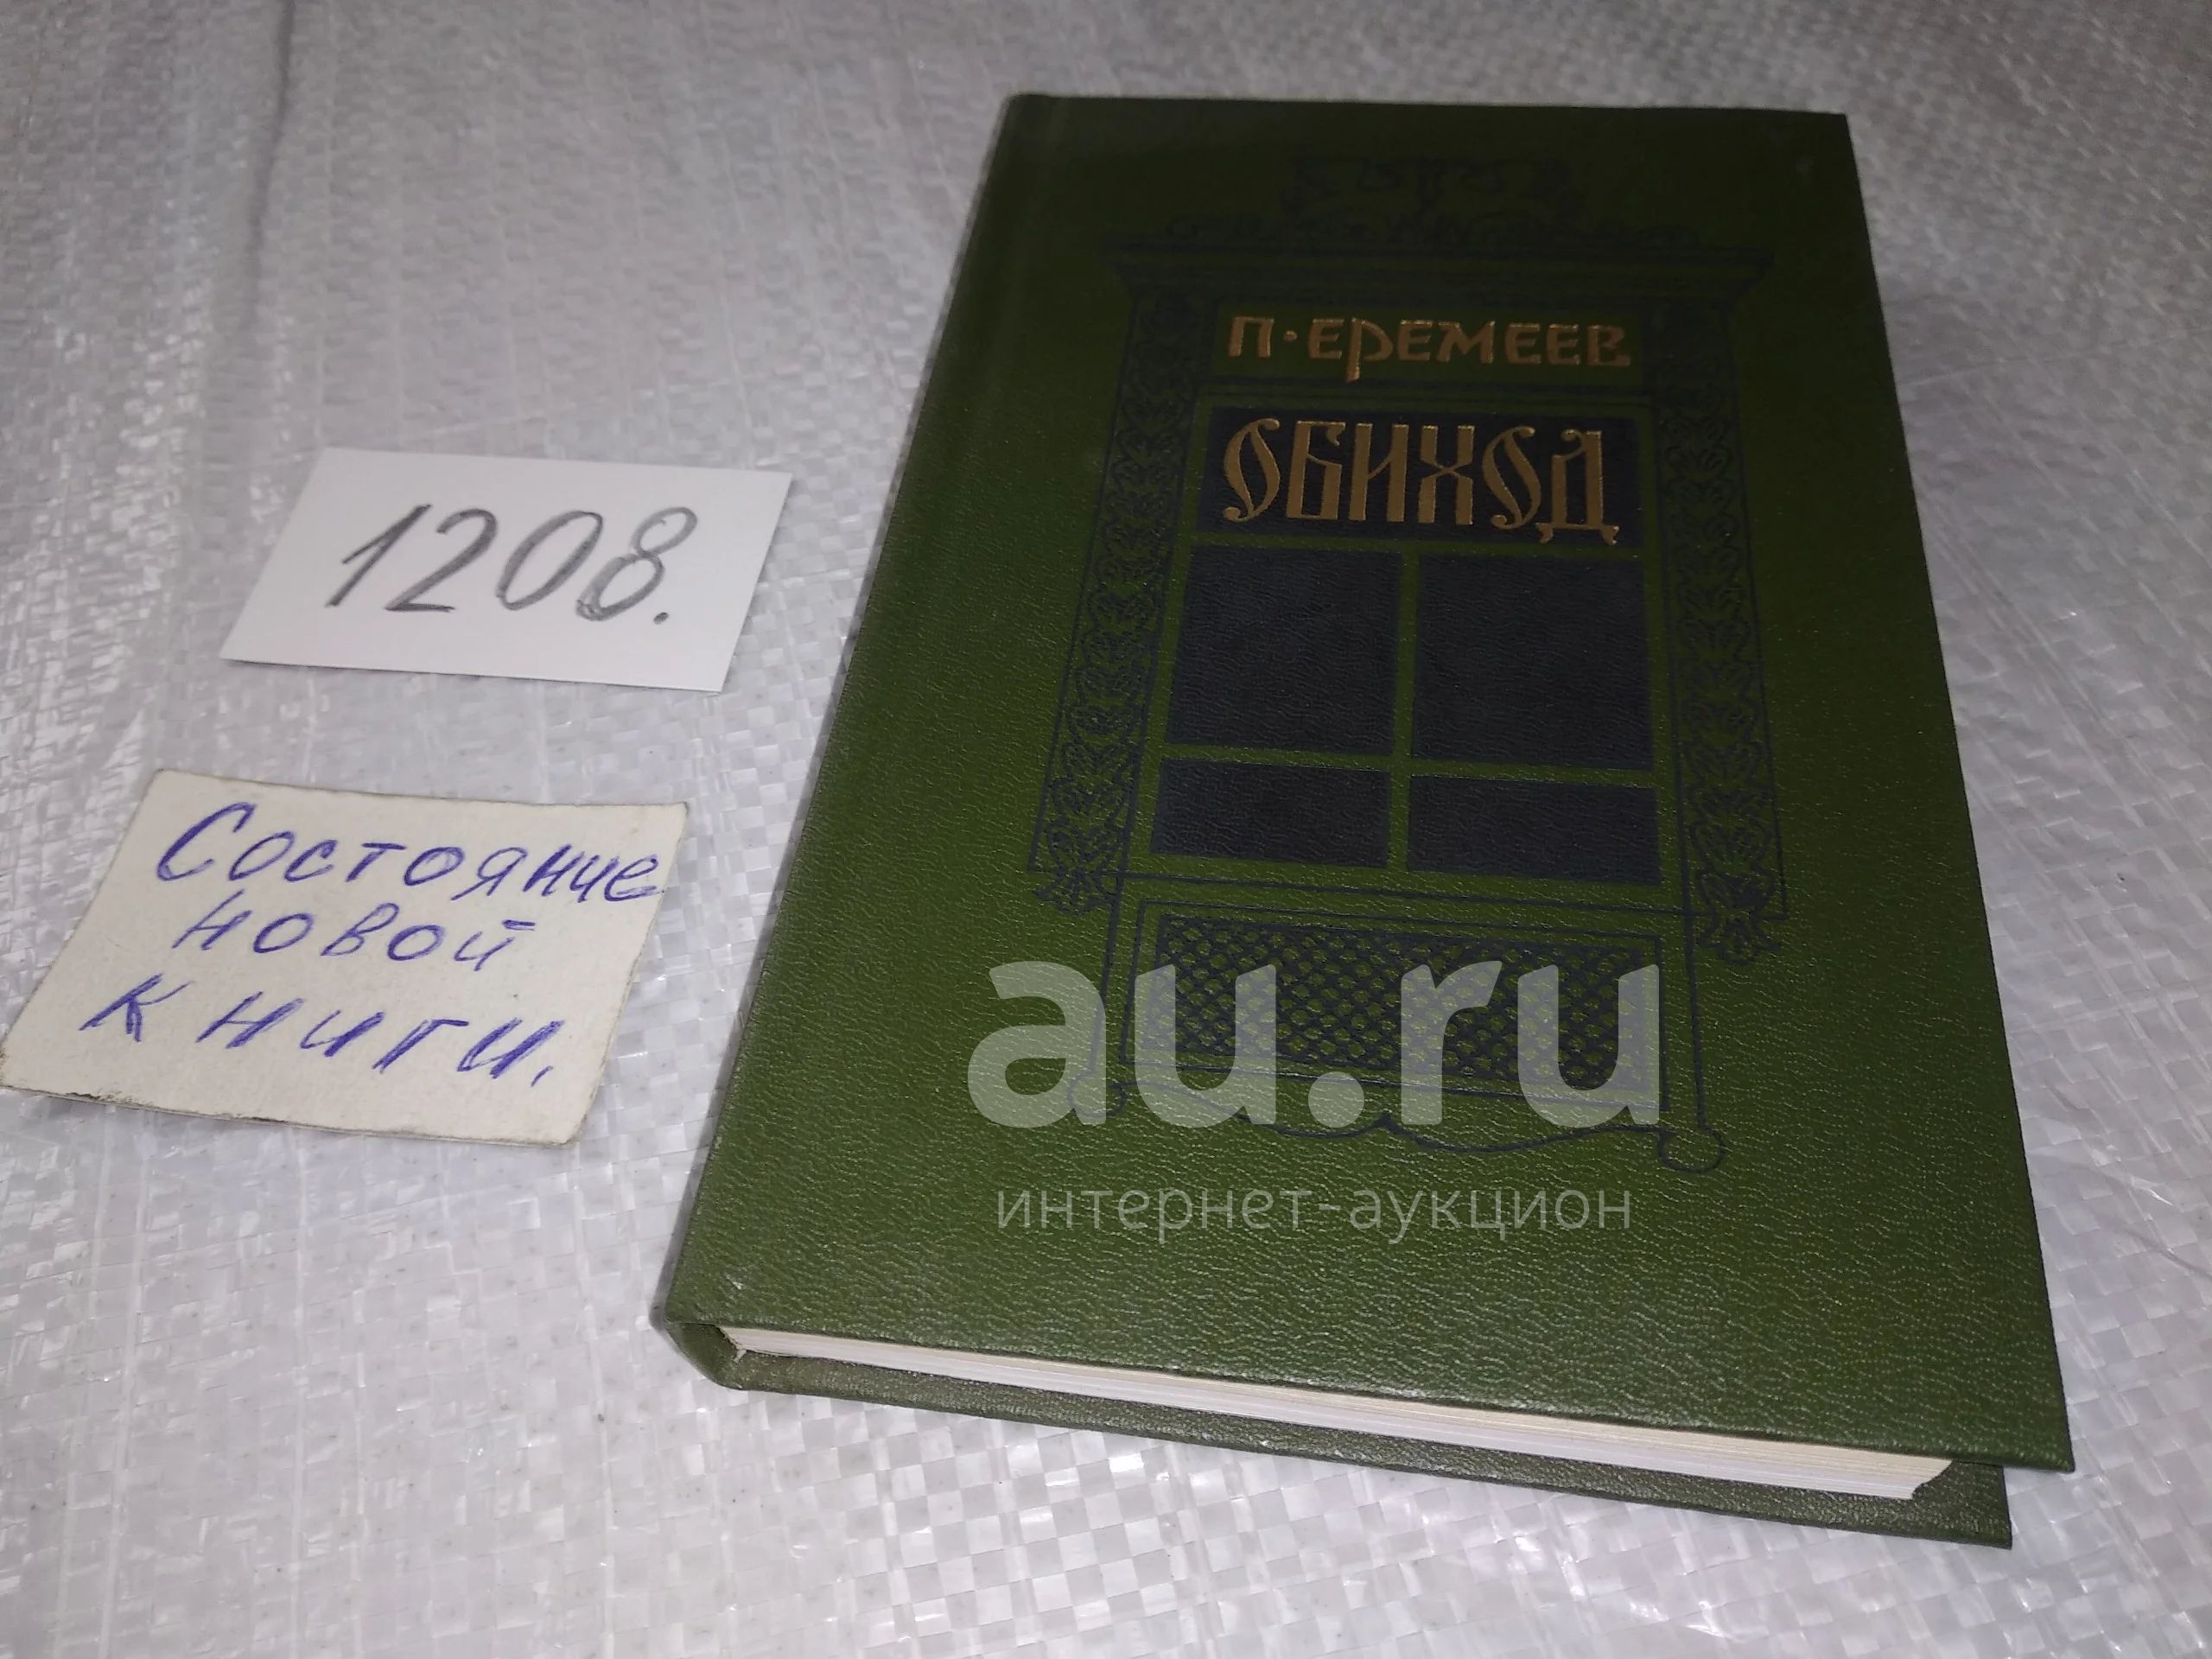 П·ЕРЕМЕЕВ
ОБИХОД
1208.
Состояние
новой
книги.
au.ru
интернет-аукцион